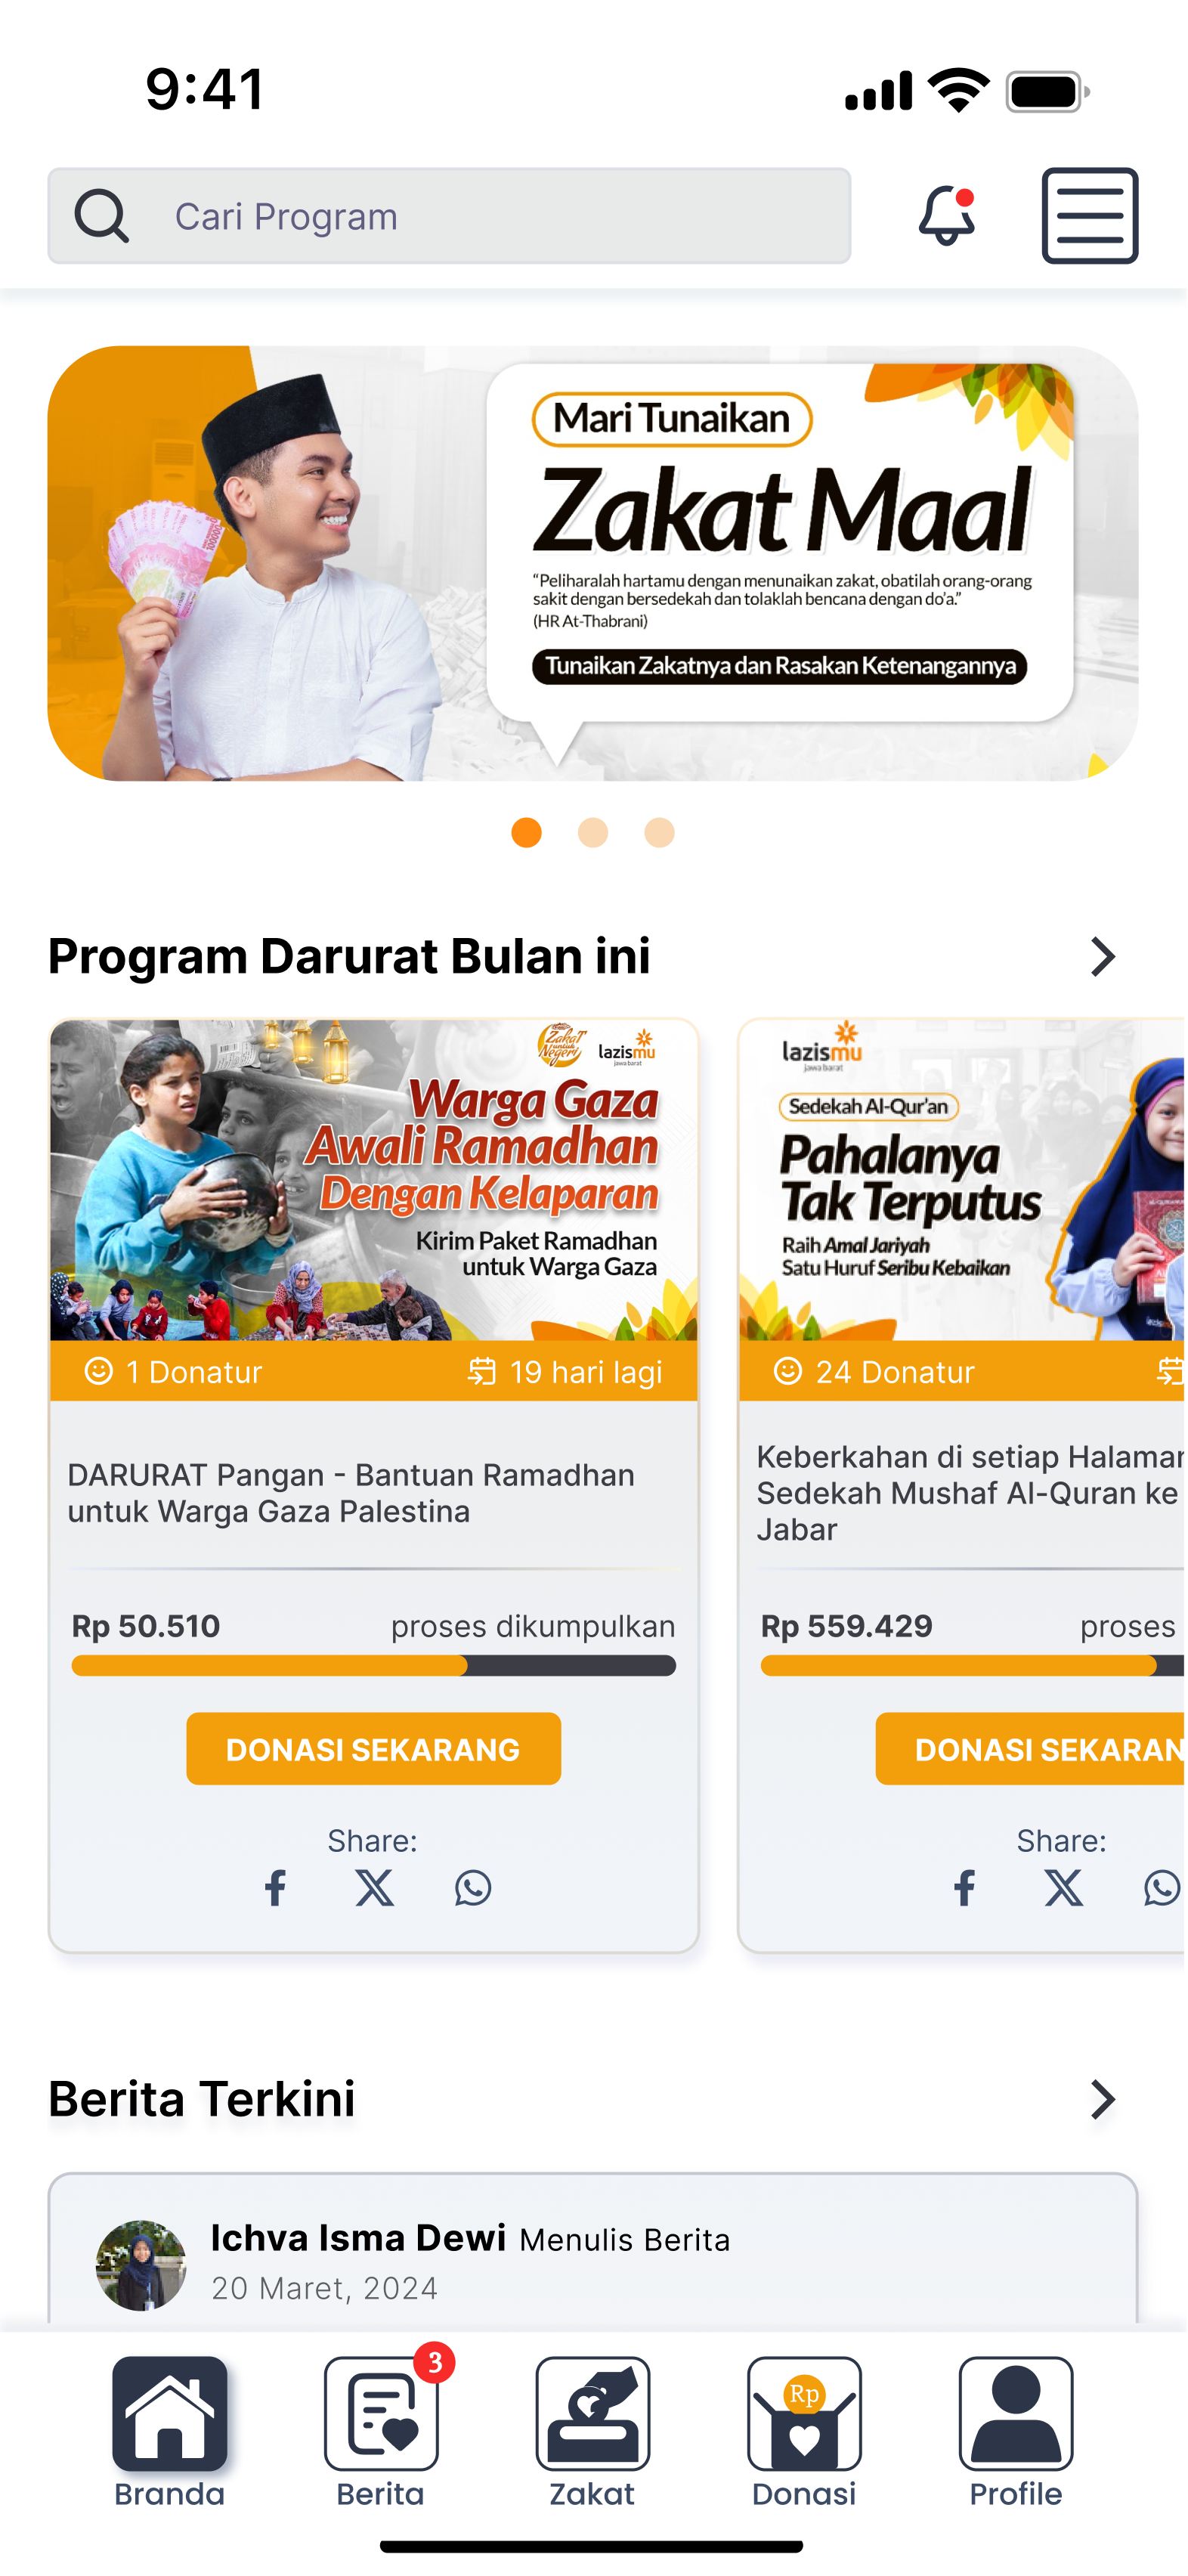 9:41
Cari Program
Mari Tunaikan
Zakat Maal
“Peliharalah hartamu dengan menunaikan zakat, obatilah orang-orang
sakit dengan bersedekah dan tolaklah bencana dengan do'a.”
(HR At-Thabrani)
Tunaikan Zakatnya dan Rasakan Ketenangannya
Program Darurat Bulan ini
Zakat untuk Negeri
lazismu
jawa barat
Warga Gaza
Awali Ramadhan
Dengan Kelaparan
Kirim Paket Ramadhan
untuk Warga Gaza
1 Donatur
19 hari lagi
DARURAT Pangan - Bantuan Ramadhan
untuk Warga Gaza Palestina
Rp 50.510
proses dikumpulkan
DONASI SEKARANG
Share:
lazismu
jawa barat
Sedekah Al-Qur'an
Pahalanya
Tak Terputus
Raih Amal Jariyah
Satu Huruf Seribu Kebaikan
24 Donatur
Keberkahan di setiap Halaman
Sedekah Mushaf Al-Quran ke
Jabar
Rp 559.429
proses
DONASI SEKARAN
Share:
Berita Terkini
Ichva Isma Dewi Menulis Berita
20 Maret, 2024
3
Rp
Branda
Berita
Zakat
Donasi
Profile